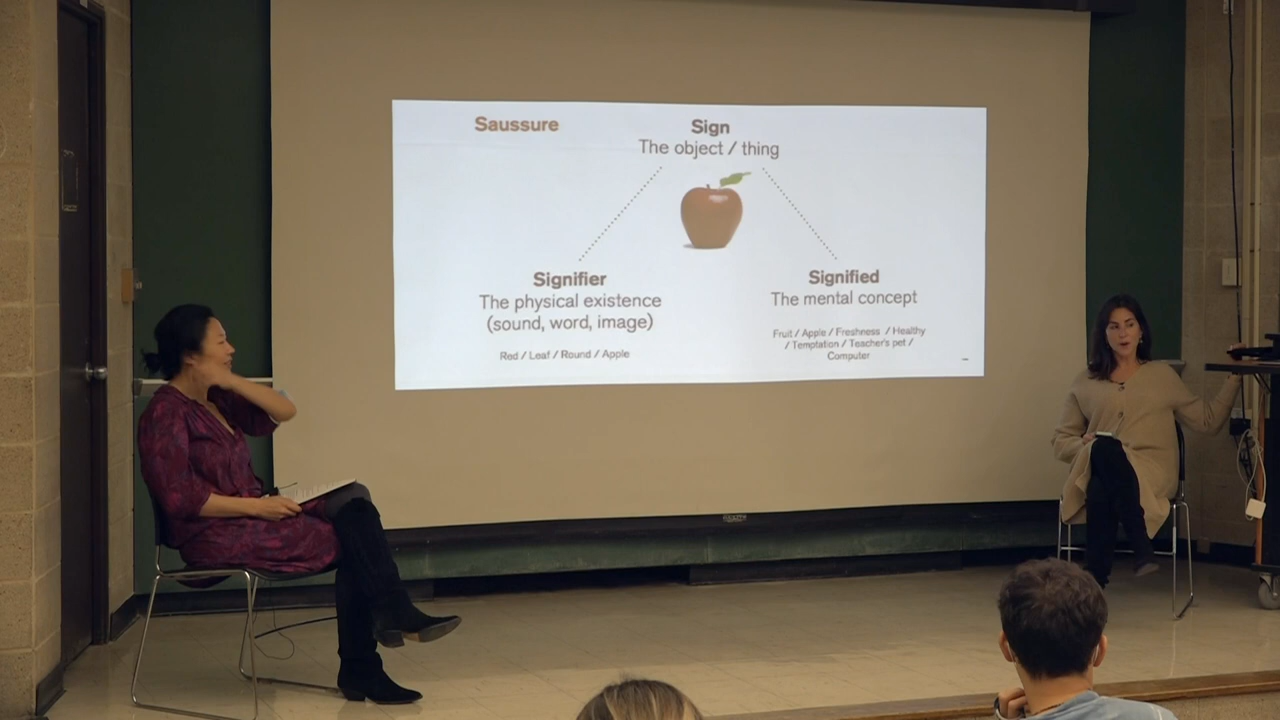 Saussure
Sign
The object / thing
Signifier
The physical existence
(sound, word, image)
Red / Leaf / Round / Apple
Signified
The mental concept
Fruit / Apple / Freshness / Healthy
/ Temptation / Teacher's pet /
Computer